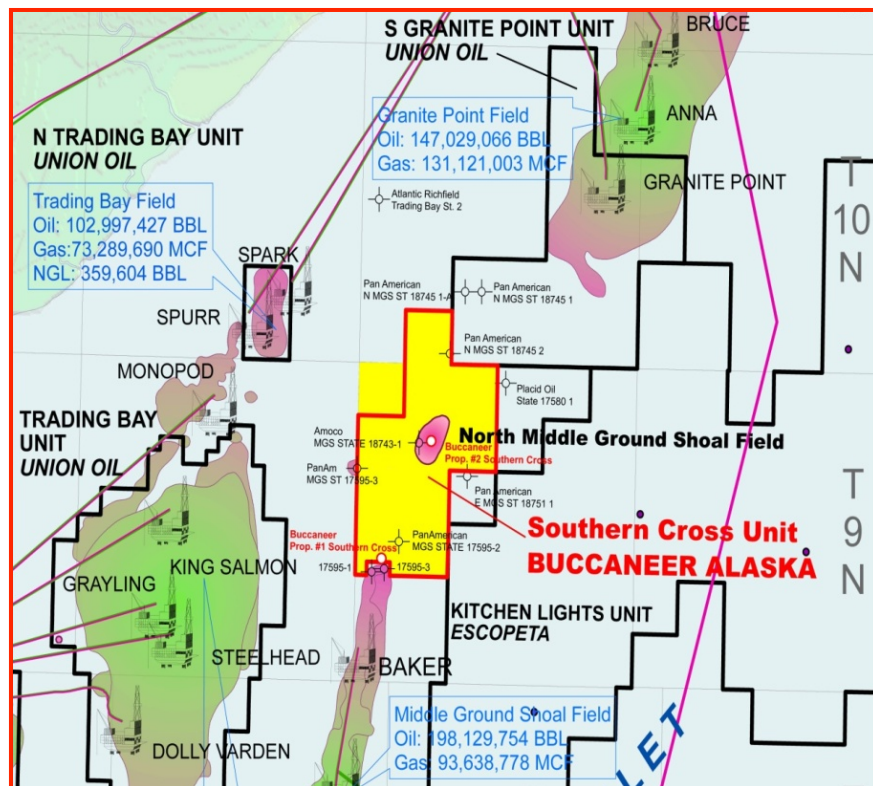 BRUCE
S GRANITE POINT UNIT
UNION OIL
ANNA
Granite Point Field
Oil: 147,029,066 BBL
Gas: 131,121,003 MCF
GRANITE POINT
N TRADING BAY UNIT
UNION OIL
Trading Bay Field
Oil: 102,997,427 BBL
Gas:73,289,690 MCF
NGL: 359,604 BBL
Atlantic Richfield
Trading Bay St. 2
T
10
N
SPARK
SPURR
Pan American
N MGS ST 18745 1-A
Pan American
N MGS ST 18745 1
Pan American
N MGS ST 18745 2
MONOPOD
Placid Oil
State 17580 1
TRADING BAY
UNIT
UNION OIL
Amoco
MGS STATE 18743-1
North Middle Ground Shoal Field
Buccaneer
Prop. #2 Southern Cross
PanAm
MGS ST 17595-3
Pan American
E MGS ST 18751 1
T
9
N
Southern Cross Unit
BUCCANEER ALASKA
Buccaneer
Prop. #1 Southern Cross
PanAmerican
MGS STATE 17595-2
17595-1
17595-3
GRAYLING
KING SALMON
KITCHEN LIGHTS UNIT
ESCOPETA
STEELHEAD
BAKER
DOLLY VARDEN
Middle Ground Shoal Field
Oil: 198,129,754 BBL
Gas: 93,638,778 MCF
LET